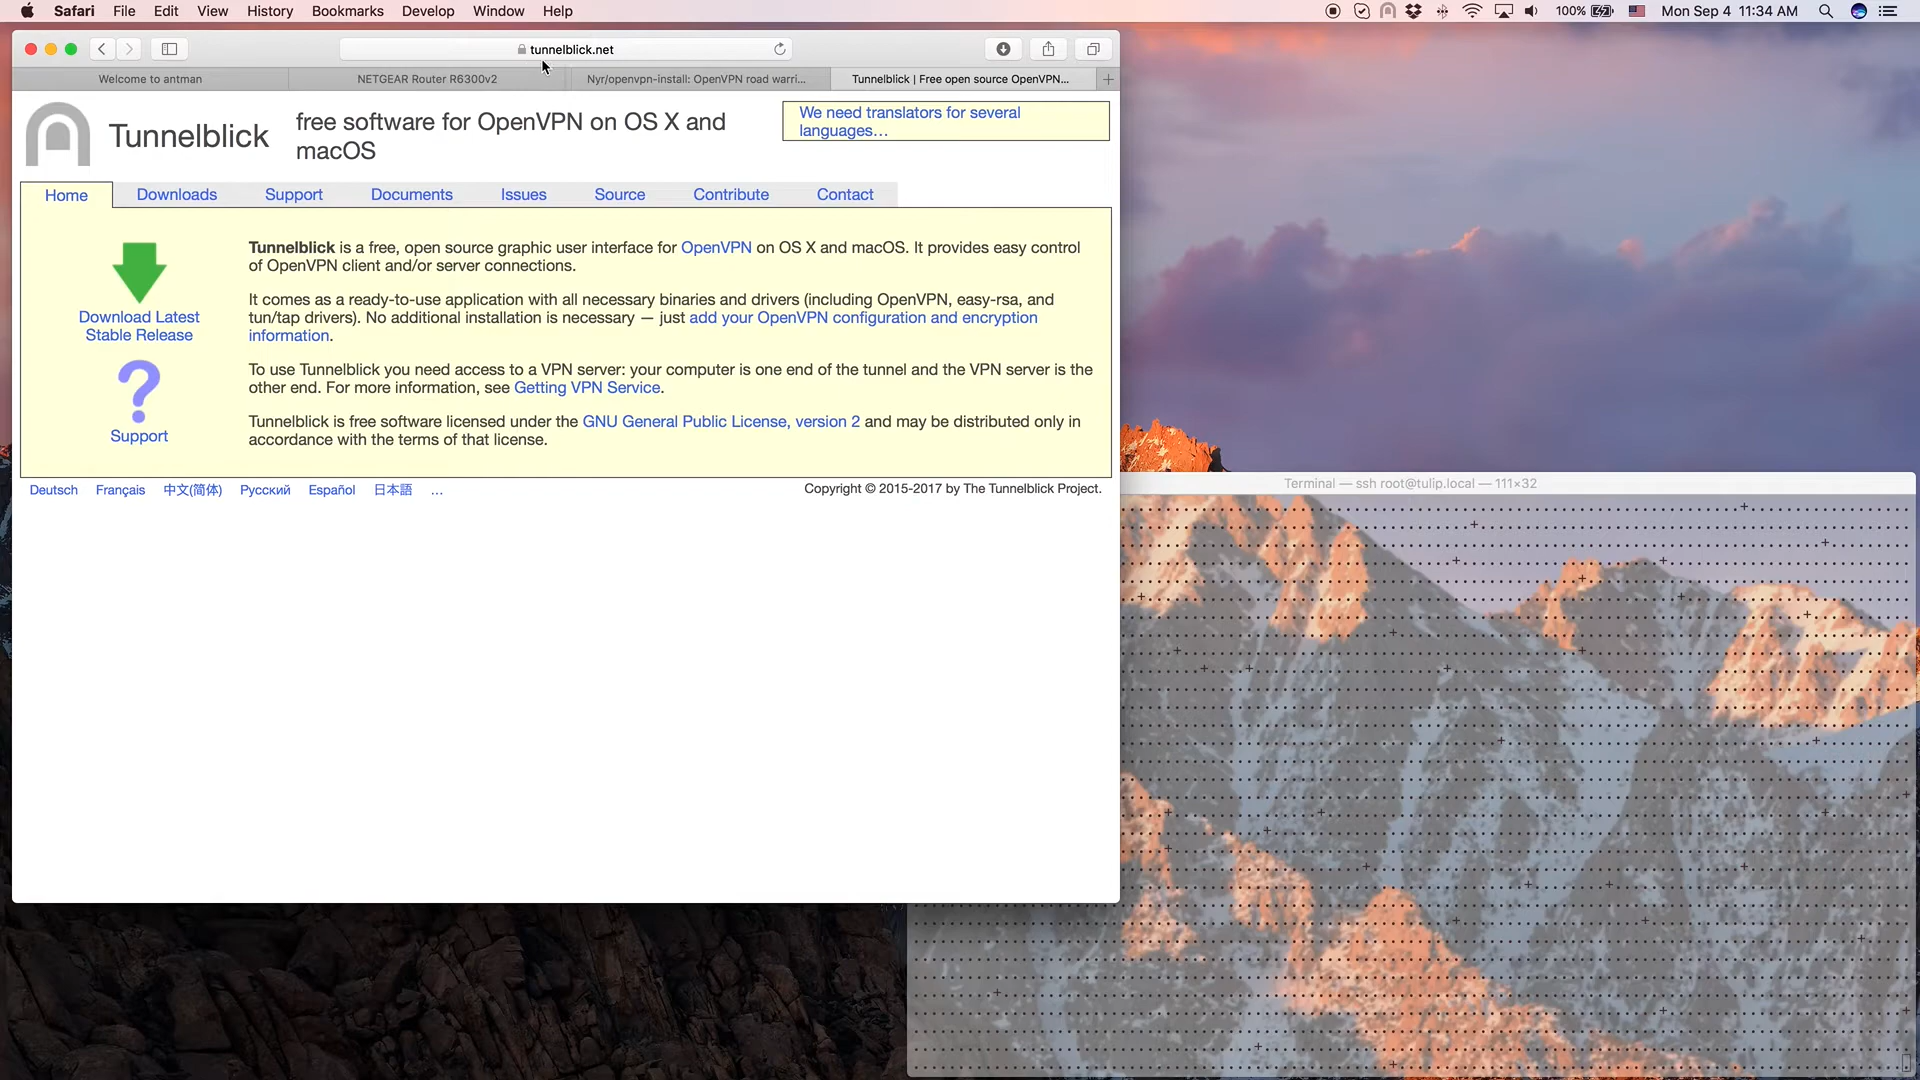 Safari File Edit View History Bookmarks Develop Window Help
100% Mon Sep 4 11:34 AM
tunnelblick.net
Welcome to antman
NETGEAR Router R6300v2
Nyr/openvpn-install: OpenVPN road warri...
Tunnelblick | Free open source OpenVPN...
Tunnelblick
free software for OpenVPN on OS X and
macOS
We need translators for several
languages…
Home Downloads Support Documents Issues Source Contribute Contact
Download Latest
Stable Release
Support
Tunnelblick is a free, open source graphic user interface for OpenVPN on OS X and macOS. It provides easy control
of OpenVPN client and/or server connections.
It comes as a ready-to-use application with all necessary binaries and drivers (including OpenVPN, easy-rsa, and
tun/tap drivers). No additional installation is necessary — just add your OpenVPN configuration and encryption
information.
To use Tunnelblick you need access to a VPN server: your computer is one end of the tunnel and the VPN server is the
other end. For more information, see Getting VPN Service.
Tunnelblick is free software licensed under the GNU General Public License, version 2 and may be distributed only in
accordance with the terms of that license.
Deutsch Français 中文(简体) Русский Español 日本語 ...
Copyright © 2015-2017 by The Tunnelblick Project.
Terminal — ssh root@tulip.local — 111×32